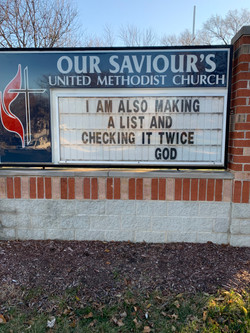 OUR SAVIOUR'S
UNITED METHODIST CHURCH
I AM ALSO MAKING
A LIST AND
CHECKING IT TWICE
GOD